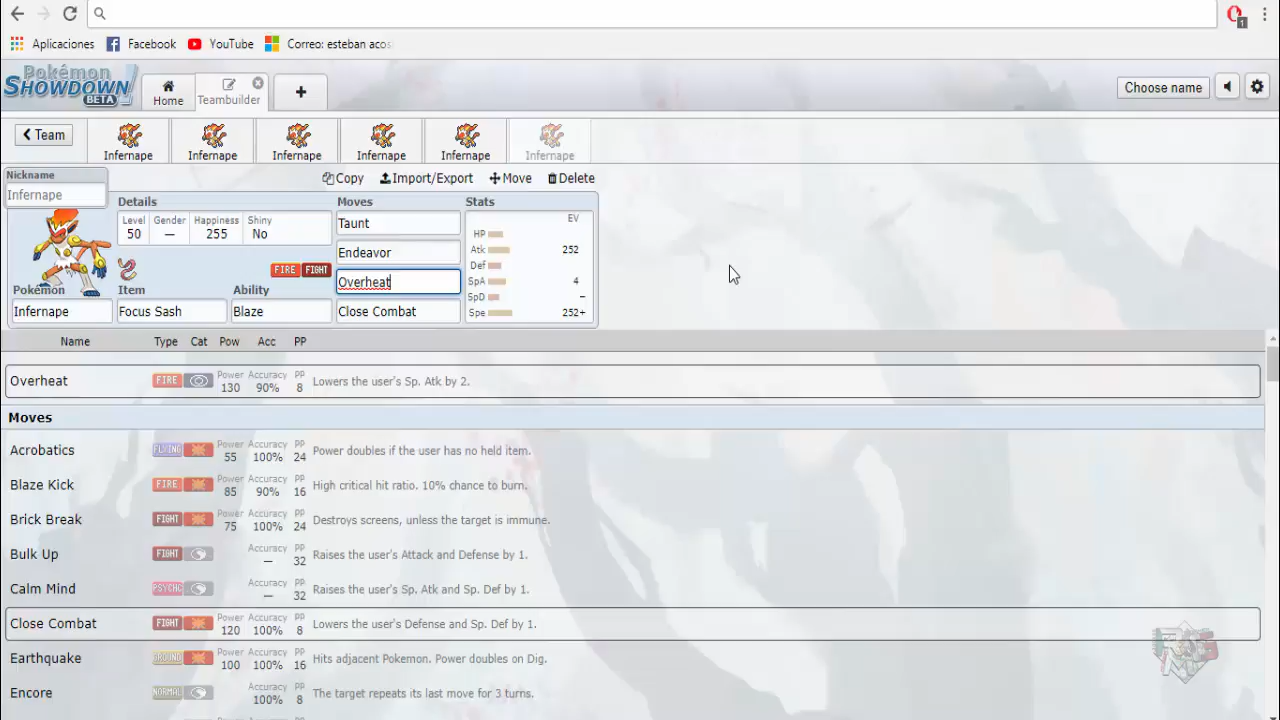 Aplicaciones Facebook YouTube Correo: esteban acos
Pokémon
SHOWDOWN
BETA
Home
Teambuilder
+
Choose name
Team
Infernape Infernape Infernape Infernape Infernape Infernape
Nickname
Infernape
Copy Import/Export Move Delete
Details
Level Gender Happiness Shiny
50 — 255 No
FIRE FIGHT
Pokémon Item Ability
Infernape Focus Sash Blaze
Moves
Taunt
Endeavor
Overheat
Close Combat
Stats
EV
HP
Atk 252
Def
SpA 4
SpD –
Spe 252+
Name Type Cat Pow Acc PP
Overheat FIRE Power 130 Accuracy 90% PP 8 Lowers the user's Sp. Atk by 2.
Moves
Acrobatics FLYING Power 55 Accuracy 100% PP 24 Power doubles if the user has no held item.
Blaze Kick FIRE Power 85 Accuracy 90% PP 16 High critical hit ratio. 10% chance to burn.
Brick Break FIGHT Power 75 Accuracy 100% PP 24 Destroys screens, unless the target is immune.
Bulk Up FIGHT Accuracy — PP 32 Raises the user's Attack and Defense by 1.
Calm Mind PSYCHC Accuracy — PP 32 Raises the user's Sp. Atk and Sp. Def by 1.
Close Combat FIGHT Power 120 Accuracy 100% PP 8 Lowers the user's Defense and Sp. Def by 1.
Earthquake GROUND Power 100 Accuracy 100% PP 16 Hits adjacent Pokemon. Power doubles on Dig.
Encore NORMAL Accuracy 100% PP 8 The target repeats its last move for 3 turns.